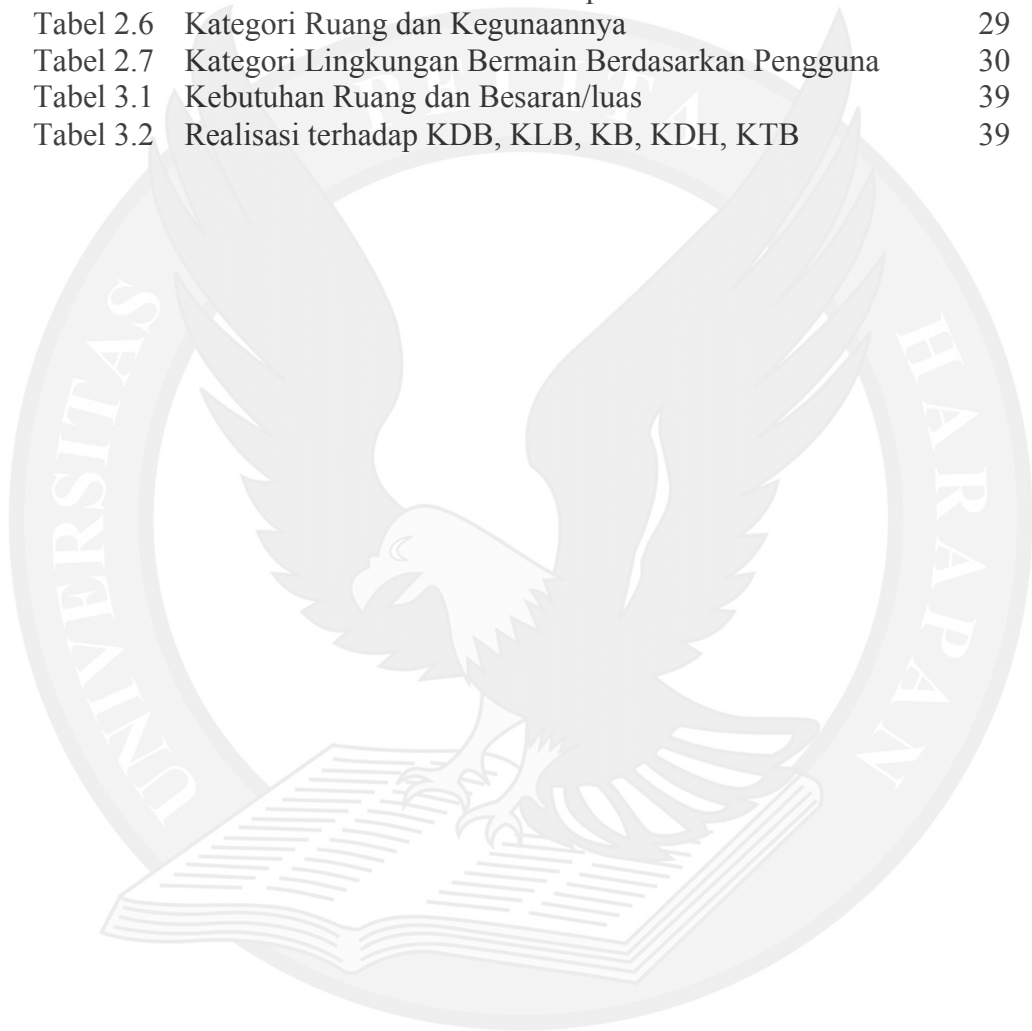 Tabel 2.6 Kategori Ruang dan Kegunaannya 29
Tabel 2.7 Kategori Lingkungan Bermain Berdasarkan Pengguna 30
Tabel 3.1 Kebutuhan Ruang dan Besaran/luas 39
Tabel 3.2 Realisasi terhadap KDB, KLB, KB, KDH, KTB 39
UNIVERSITAS PELITA HARAPAN